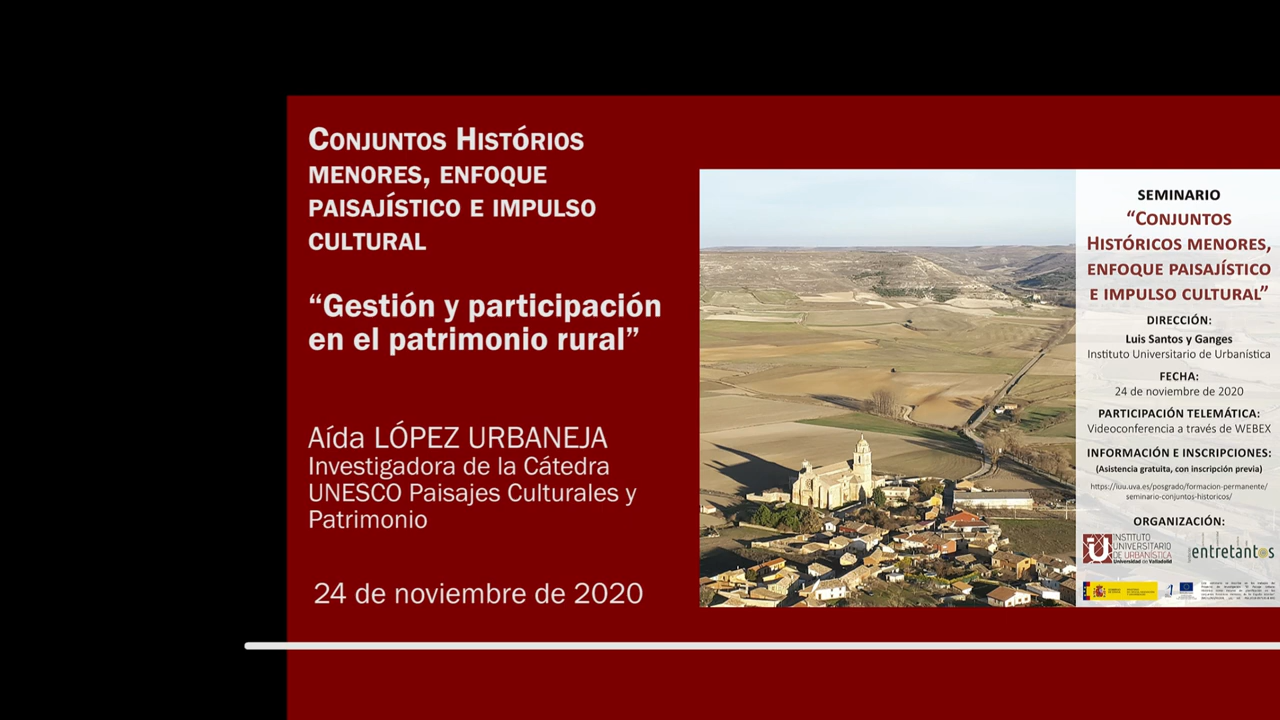 Conjuntos Histórios
menores, enfoque
paisajístico e impulso
cultural
“Gestión y participación
en el patrimonio rural”
Aída LÓPEZ URBANEJA
Investigadora de la Cátedra
UNESCO Paisajes Culturales y
Patrimonio
24 de noviembre de 2020
SEMINARIO
“Conjuntos
Históricos menores,
enfoque paisajístico
e impulso cultural”
DIRECCIÓN:
Luis Santos y Ganges
Instituto Universitario de Urbanística
FECHA:
24 de noviembre de 2020
PARTICIPACIÓN TELEMÁTICA:
Videoconferencia a través de WEBEX
INFORMACIÓN E INSCRIPCIONES:
(Asistencia gratuita, con inscripción previa)
https://iuu.uva.es/posgrado/formacion-permanente/
seminario-conjuntos-historicos/
ORGANIZACIÓN:
INSTITUTO
UNIVERSITARIO
DE URBANÍSTICA
Universidad de Valladolid
entretantos